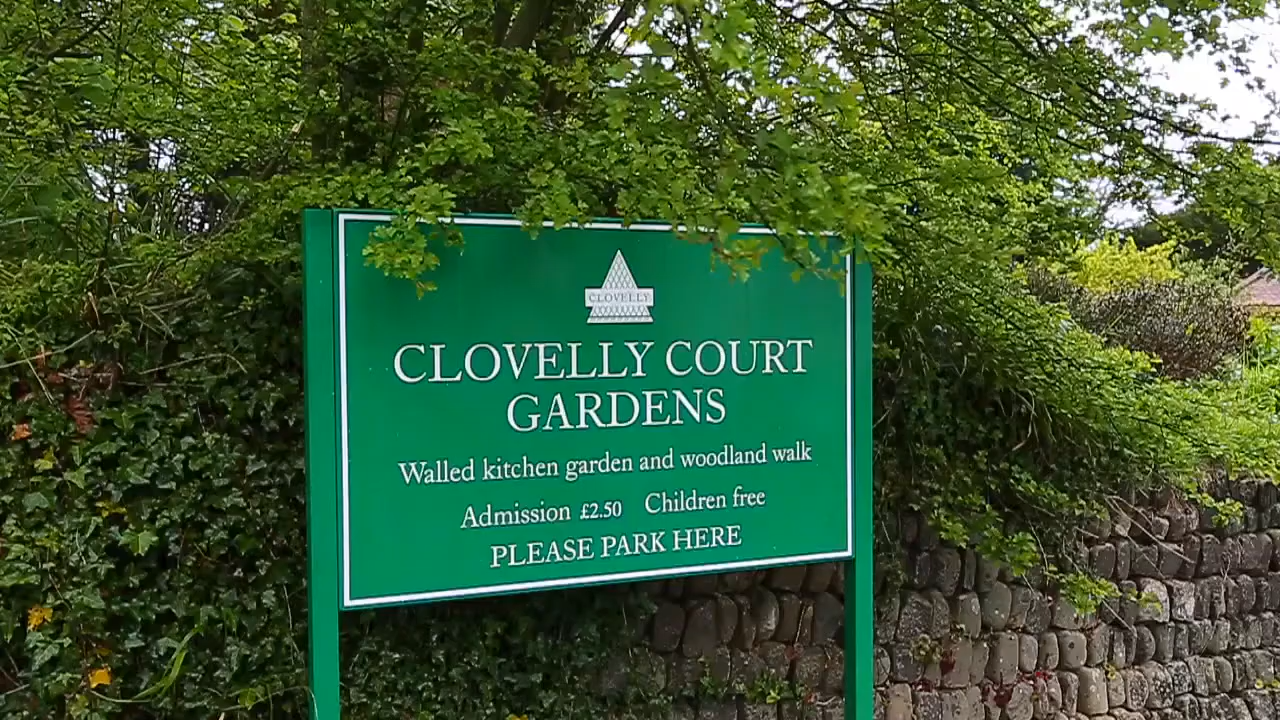 CLOVELLY
CLOVELLY COURT
GARDENS
Walled kitchen garden and woodland walk
Admission £2.50 Children free
PLEASE PARK HERE